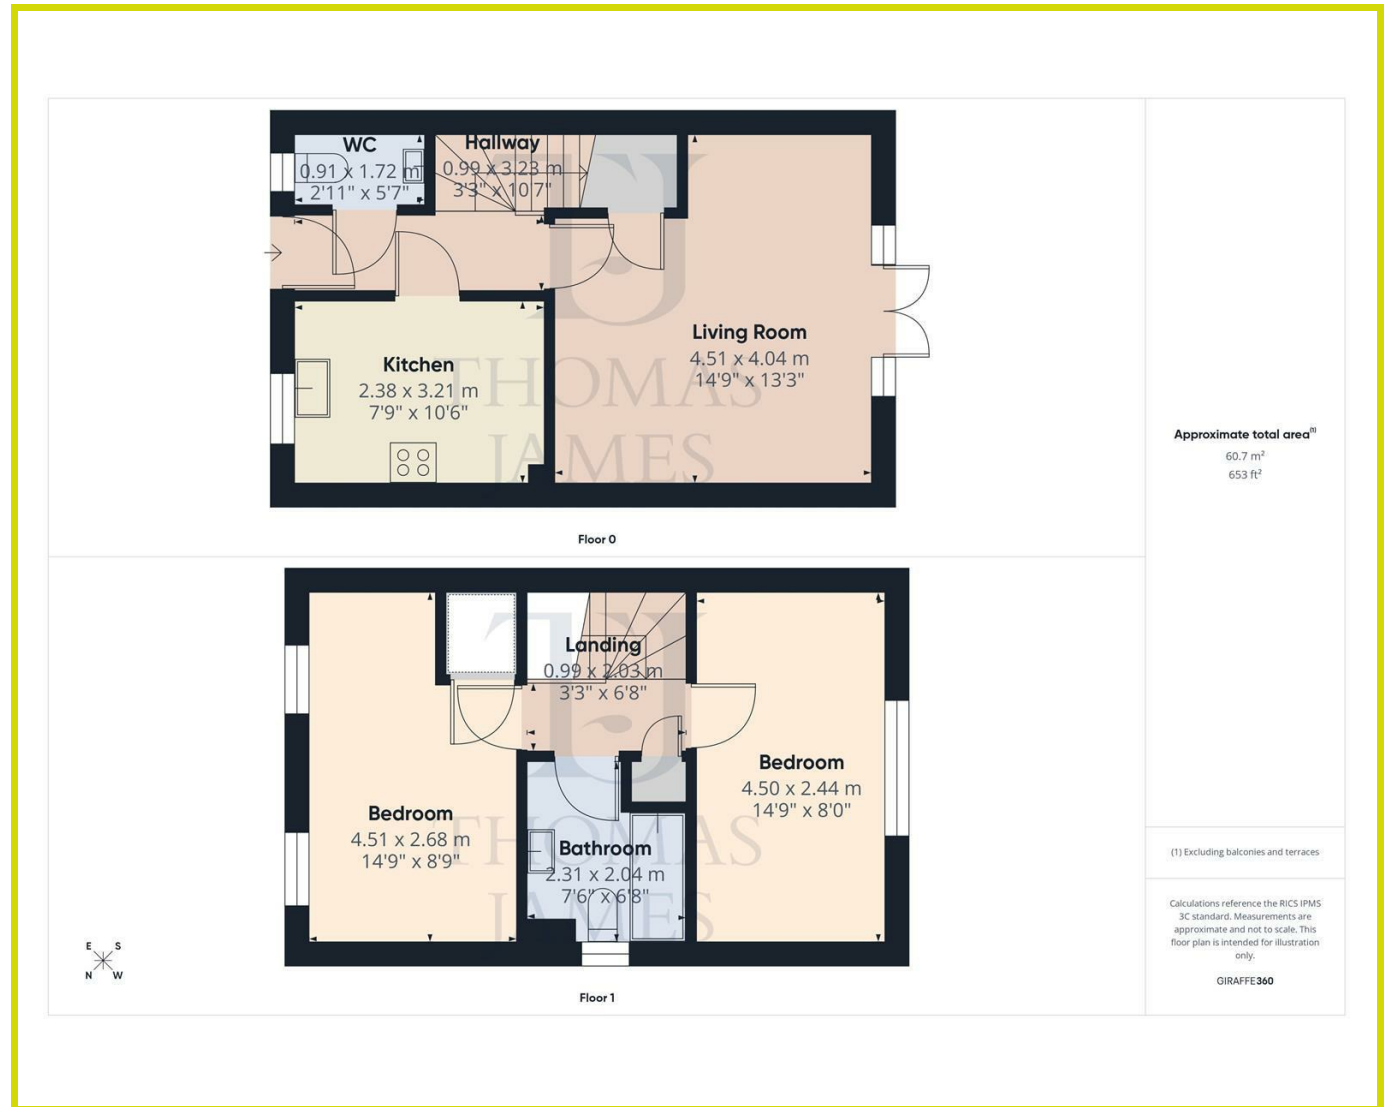 WC
0.91 x 1.72 m
2'11" x 5'7"
Hallway
0.99 x 3.23 m
3'3" x 10'7"
Living Room
4.51 x 4.04 m
14'9" x 13'3"
Kitchen
2.38 x 3.21 m
7'9" x 10'6"
THOMAS
JAMES
Floor 0
Landing
0.99 x 2.03 m
3'3" x 6'8"
Bedroom
4.50 x 2.44 m
14'9" x 8'0"
Bedroom
4.51 x 2.68 m
14'9" x 8'9"
Bathroom
2.31 x 2.04 m
7'6" x 6'8"
THOMAS
JAMES
E S
N W
Floor 1
Approximate total area(1)
60.7 m²
653 ft²
(1) Excluding balconies and terraces
Calculations reference the RICS IPMS
3C standard. Measurements are
approximate and not to scale. This
floor plan is intended for illustration
only.
GIRAFFE360